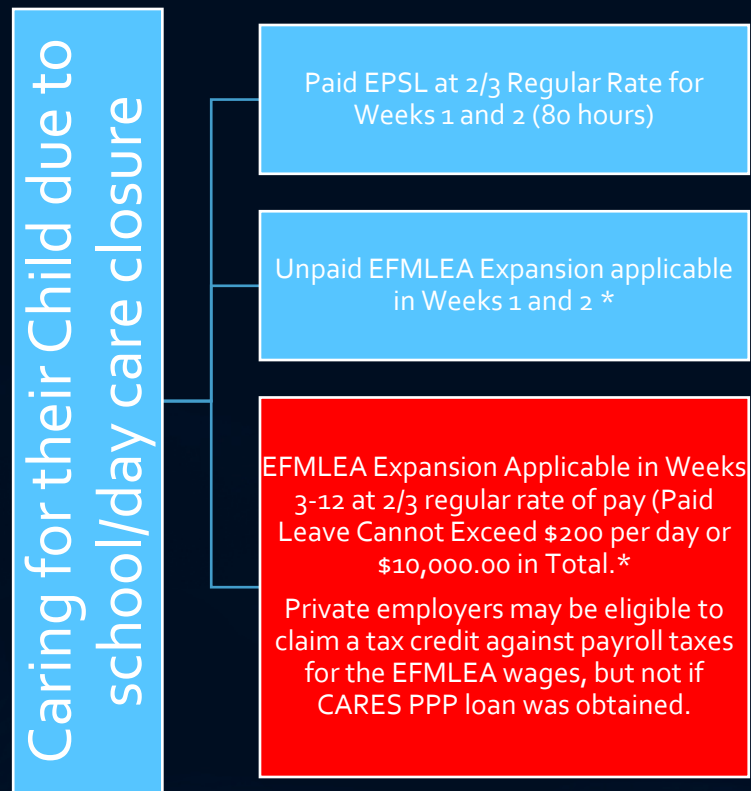 Caring for their Child due to
school/day care closure
Paid EPSL at 2/3 Regular Rate for
Weeks 1 and 2 (80 hours)
Unpaid EFMLEA Expansion applicable
in Weeks 1 and 2 *
EFMLEA Expansion Applicable in Weeks
3-12 at 2/3 regular rate of pay (Paid
Leave Cannot Exceed $200 per day or
$10,000.00 in Total.*
Private employers may be eligible to
claim a tax credit against payroll taxes
for the EFMLEA wages, but not if
CARES PPP loan was obtained.